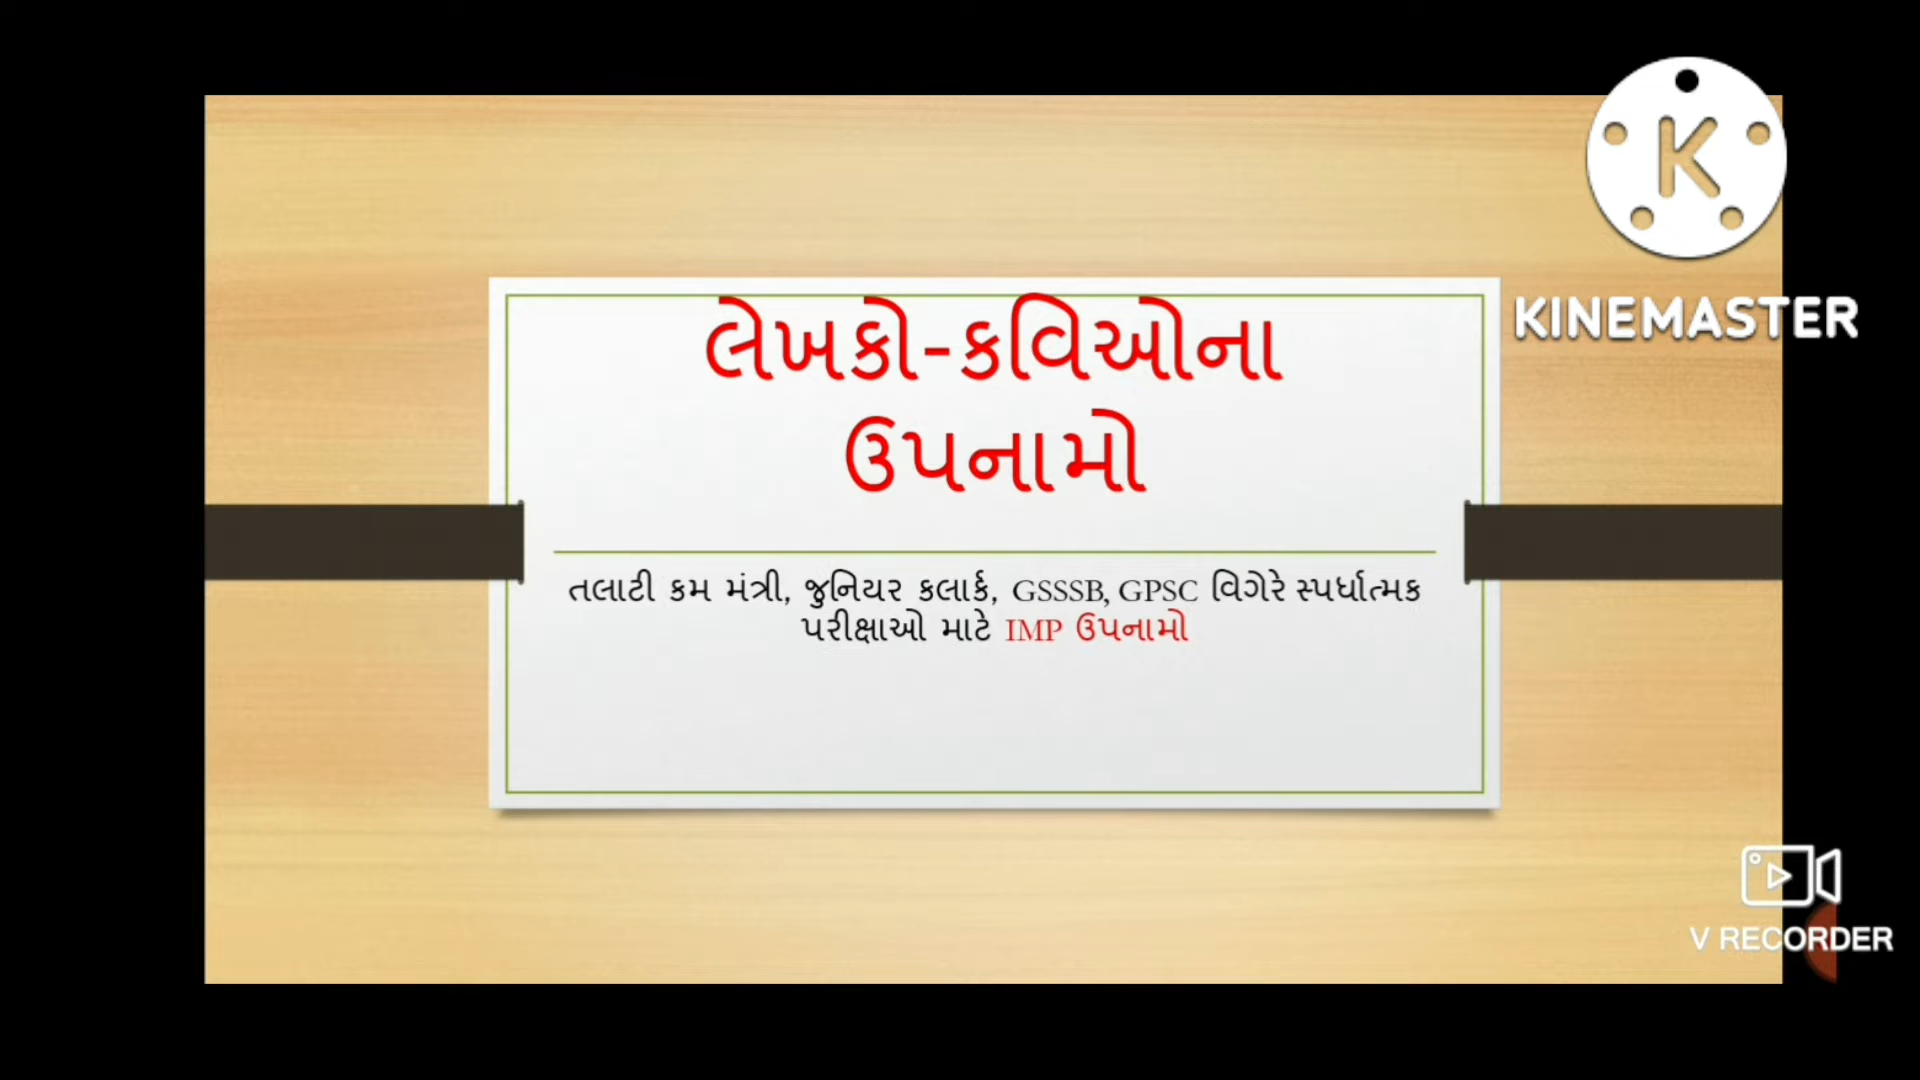 લેખકો-કવિઓના
ઉપનામો
તલાટી કમ મંત્રી, જુનિયર કલાર્ક, GSSSB, GPSC વિગેરે સ્પર્ધાત્મક
પરીક્ષાઓ માટે IMP ઉપનામો
K
KINEMASTER
V RECORDER